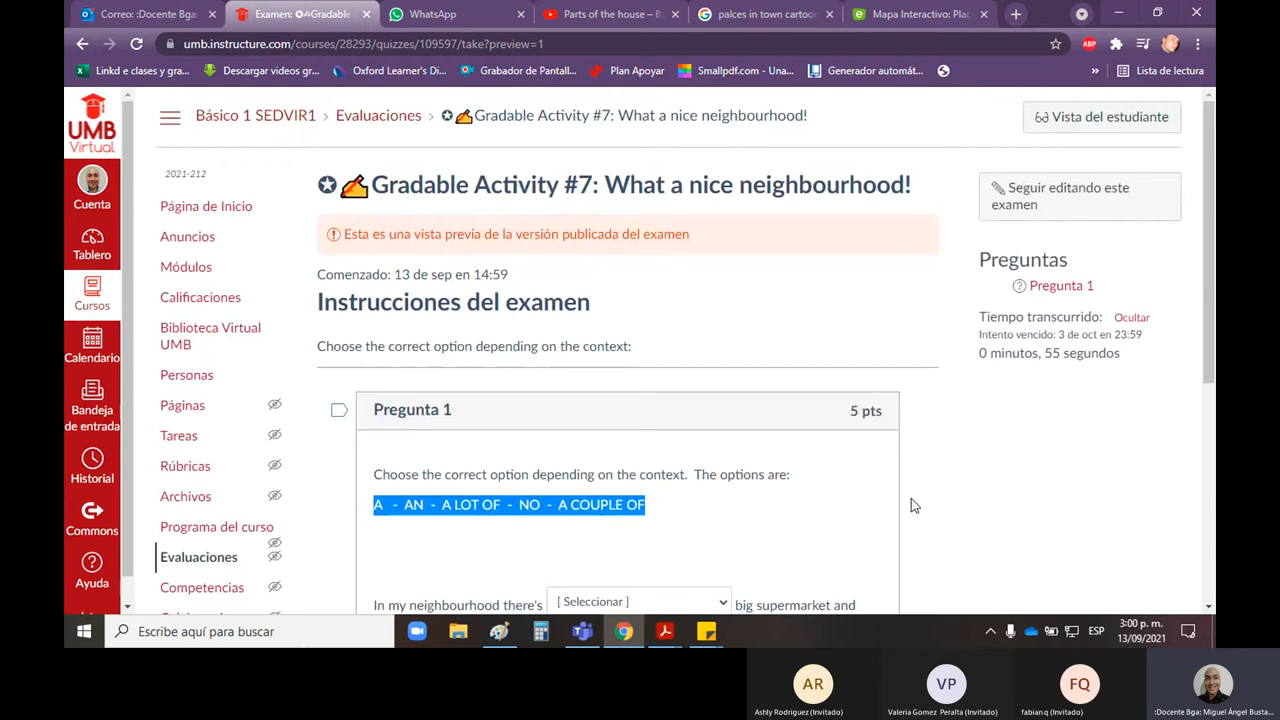 Correo: :Docente Bga:
Examen: ✪✍Gradable
WhatsApp
Parts of the house – B
palces in town cartoon
Mapa Interactivo: Plac
umb.instructure.com/courses/28293/quizzes/109597/take?preview=1
ABP
Linkd e clases y gra...
Descargar videos gr...
Oxford Learner's Di...
Grabador de Pantall...
Plan Apoyar
Smallpdf.com - Una...
Generador automát...
»
Lista de lectura
UMB
Virtual
Básico 1 SEDVIR1 › Evaluaciones › ✪✍Gradable Activity #7: What a nice neighbourhood!
Vista del estudiante
Cuenta
Tablero
Cursos
Calendario
Bandeja
de entrada
Historial
Commons
Ayuda
2021-212
Página de Inicio
Anuncios
Módulos
Calificaciones
Biblioteca Virtual
UMB
Personas
Páginas
Tareas
Rúbricas
Archivos
Programa del curso
Evaluaciones
Competencias
✪✍Gradable Activity #7: What a nice neighbourhood!
Esta es una vista previa de la versión publicada del examen
Comenzado: 13 de sep en 14:59
Instrucciones del examen
Choose the correct option depending on the context:
Pregunta 1
5 pts
Choose the correct option depending on the context. The options are:
A - AN - A LOT OF - NO - A COUPLE OF
In my neighbourhood there's [ Seleccionar ] big supermarket and
Seguir editando este
examen
Preguntas
Pregunta 1
Tiempo transcurrido: Ocultar
Intento vencido: 3 de oct en 23:59
0 minutos, 55 segundos
Escribe aquí para buscar
ESP
3:00 p. m.
13/09/2021
AR
VP
FQ
Ashly Rodriguez (Invitado)
Valeria Gomez Peralta (Invitado)
fabian q (Invitado)
:Docente Bga: Miguel Ángel Busta...